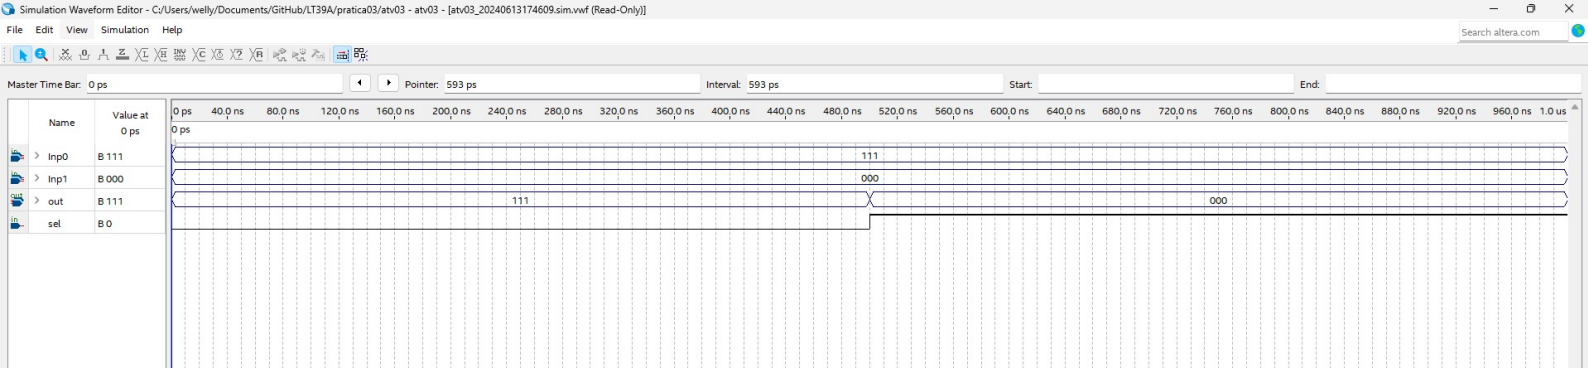 Simulation Waveform Editor - C:/Users/welly/Documents/GitHub/LT39A/pratica03/atv03 - atv03 - [atv03_20240613174609.sim.vwf (Read-Only)]
File Edit View Simulation Help
Search altera.com
Master Time Bar: 0 ps Pointer: 593 ps Interval: 593 ps Start: End:
Name Value at 0 ps
0 ps 40.0 ns 80.0 ns 120.0 ns 160.0 ns 200.0 ns 240.0 ns 280.0 ns 320.0 ns 360.0 ns 400.0 ns 440.0 ns 480.0 ns 520.0 ns 560.0 ns 600.0 ns 640.0 ns 680.0 ns 720.0 ns 760.0 ns 800.0 ns 840.0 ns 880.0 ns 920.0 ns 960.0 ns 1.0 us
0 ps
Inp0 B 111 111
Inp1 B 000 000
out B 111 111 000
sel B 0